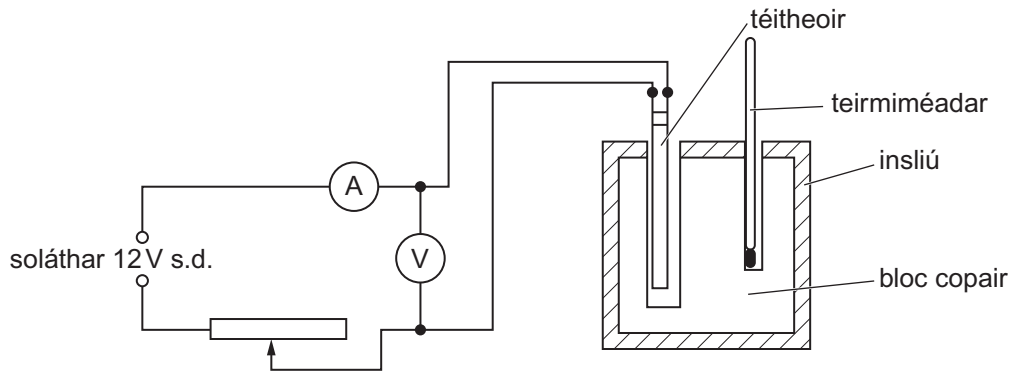 téitheoir
teirmiméadar
insliú
A
soláthar 12 V s.d.
V
bloc copair